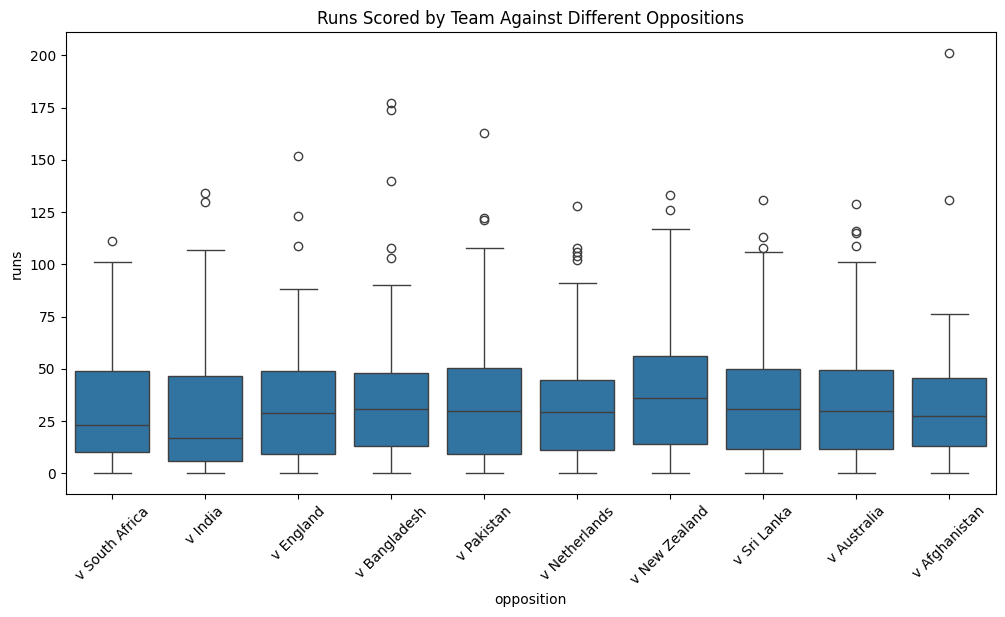 Runs Scored by Team Against Different Oppositions
200
175
150
125
100
75
50
25
0
runs
v South Africa
v India
v England
v Bangladesh
v Pakistan
v Netherlands
v New Zealand
v Sri Lanka
v Australia
v Afghanistan
opposition